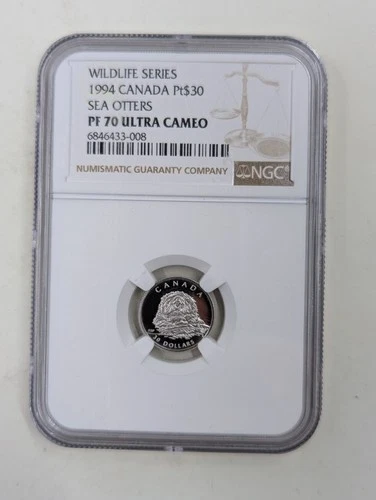 WILDLIFE SERIES
1994 CANADA Pt$30
SEA OTTERS
PF 70 ULTRA CAMEO
6846433-008
NUMISMATIC GUARANTY COMPANY
NGC
CANADA
30 DOLLARS